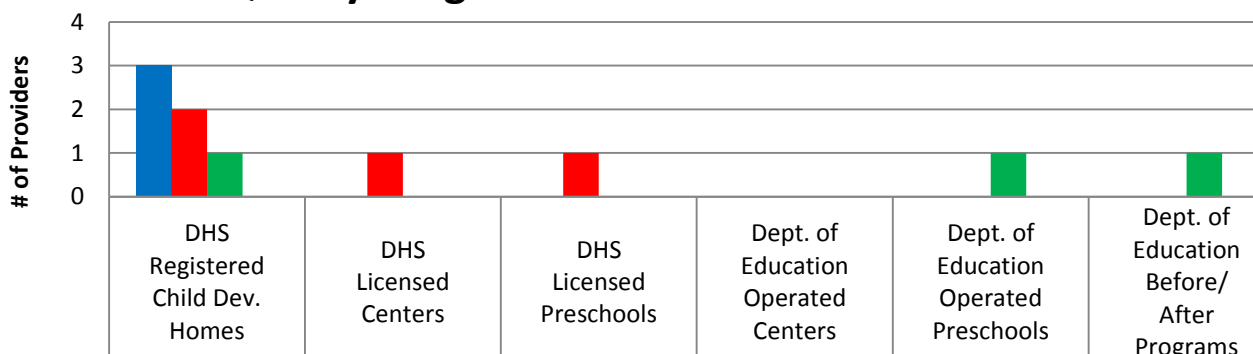 4
3
2
1
0
# of Providers
DHS
Registered
Child Dev.
Homes
DHS
Licensed
Centers
DHS
Licensed
Preschools
Dept. of
Education
Operated
Centers
Dept. of
Education
Operated
Preschools
Dept. of
Education
Before/
After
Programs